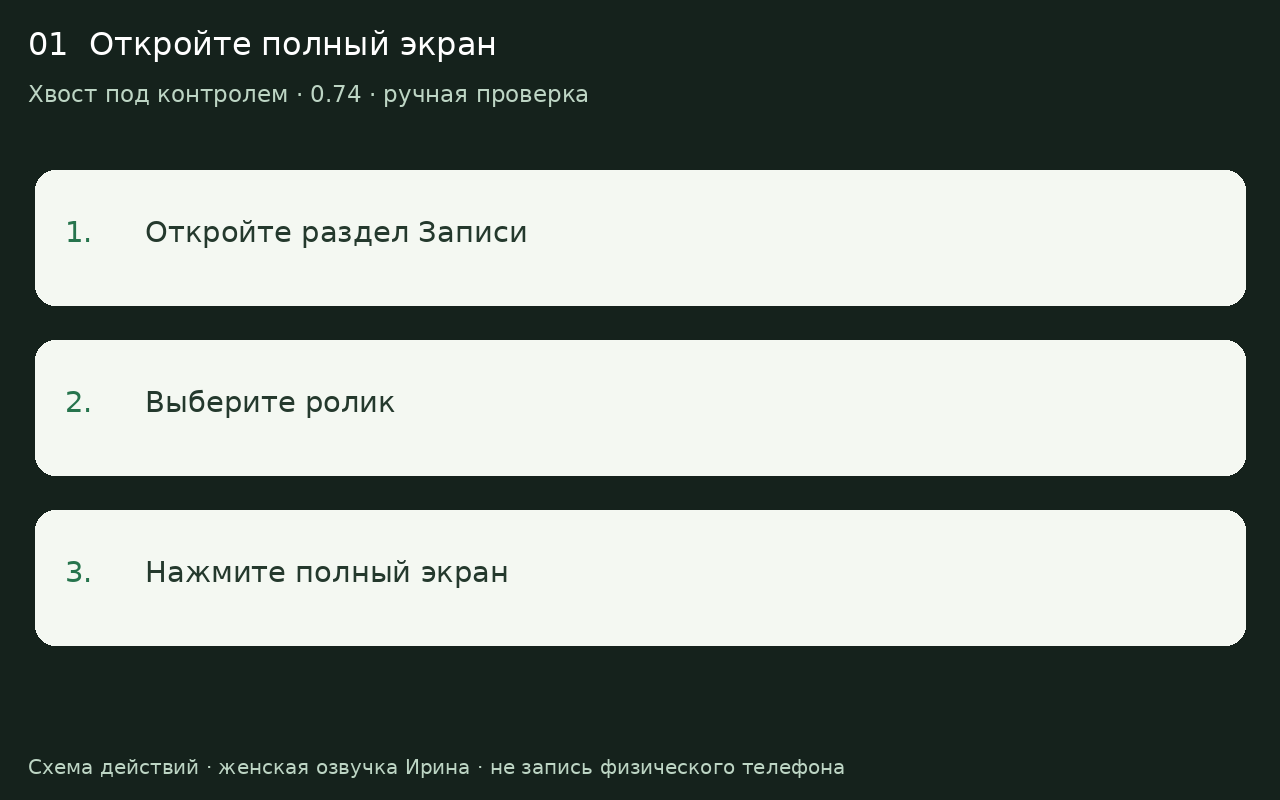 01 Откройте полный экран
Хвост под контролем · 0.74 · ручная проверка
1. Откройте раздел Записи
2. Выберите ролик
3. Нажмите полный экран
Схема действий · женская озвучка Ирина · не запись физического телефона